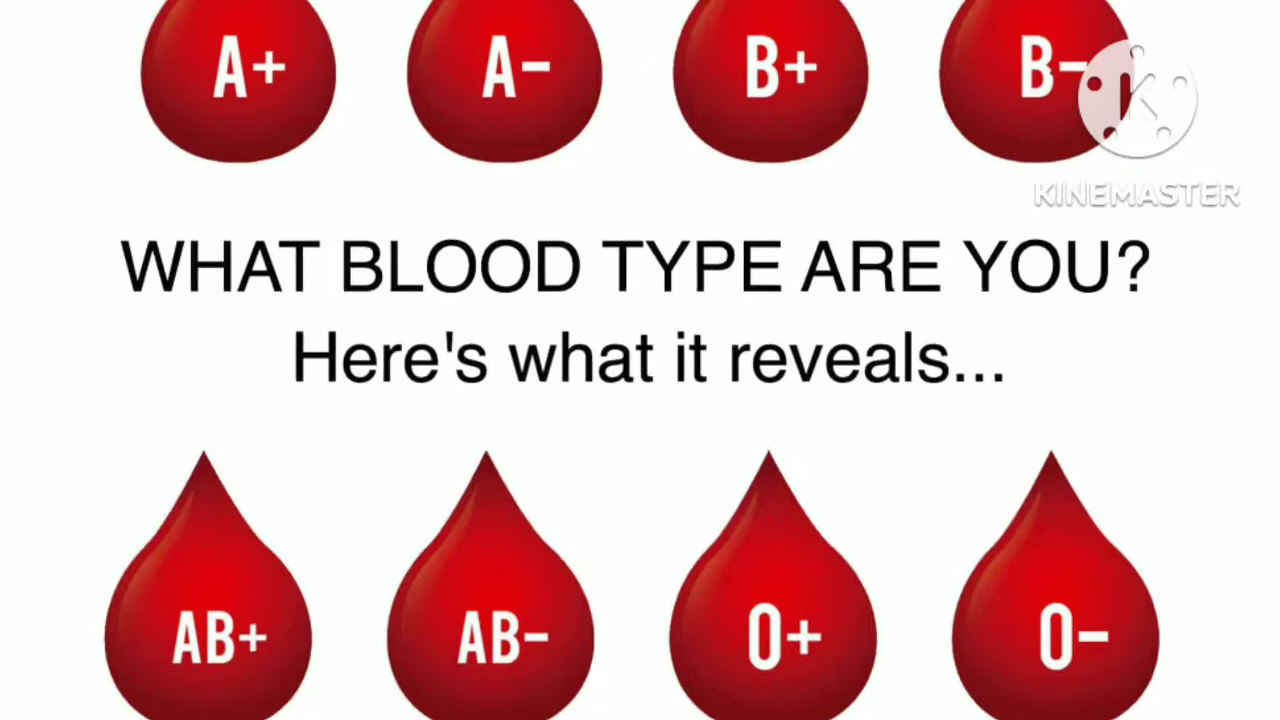 A+ A− B+ B−
KINEMASTER
WHAT BLOOD TYPE ARE YOU?
Here's what it reveals...
AB+ AB− O+ O−